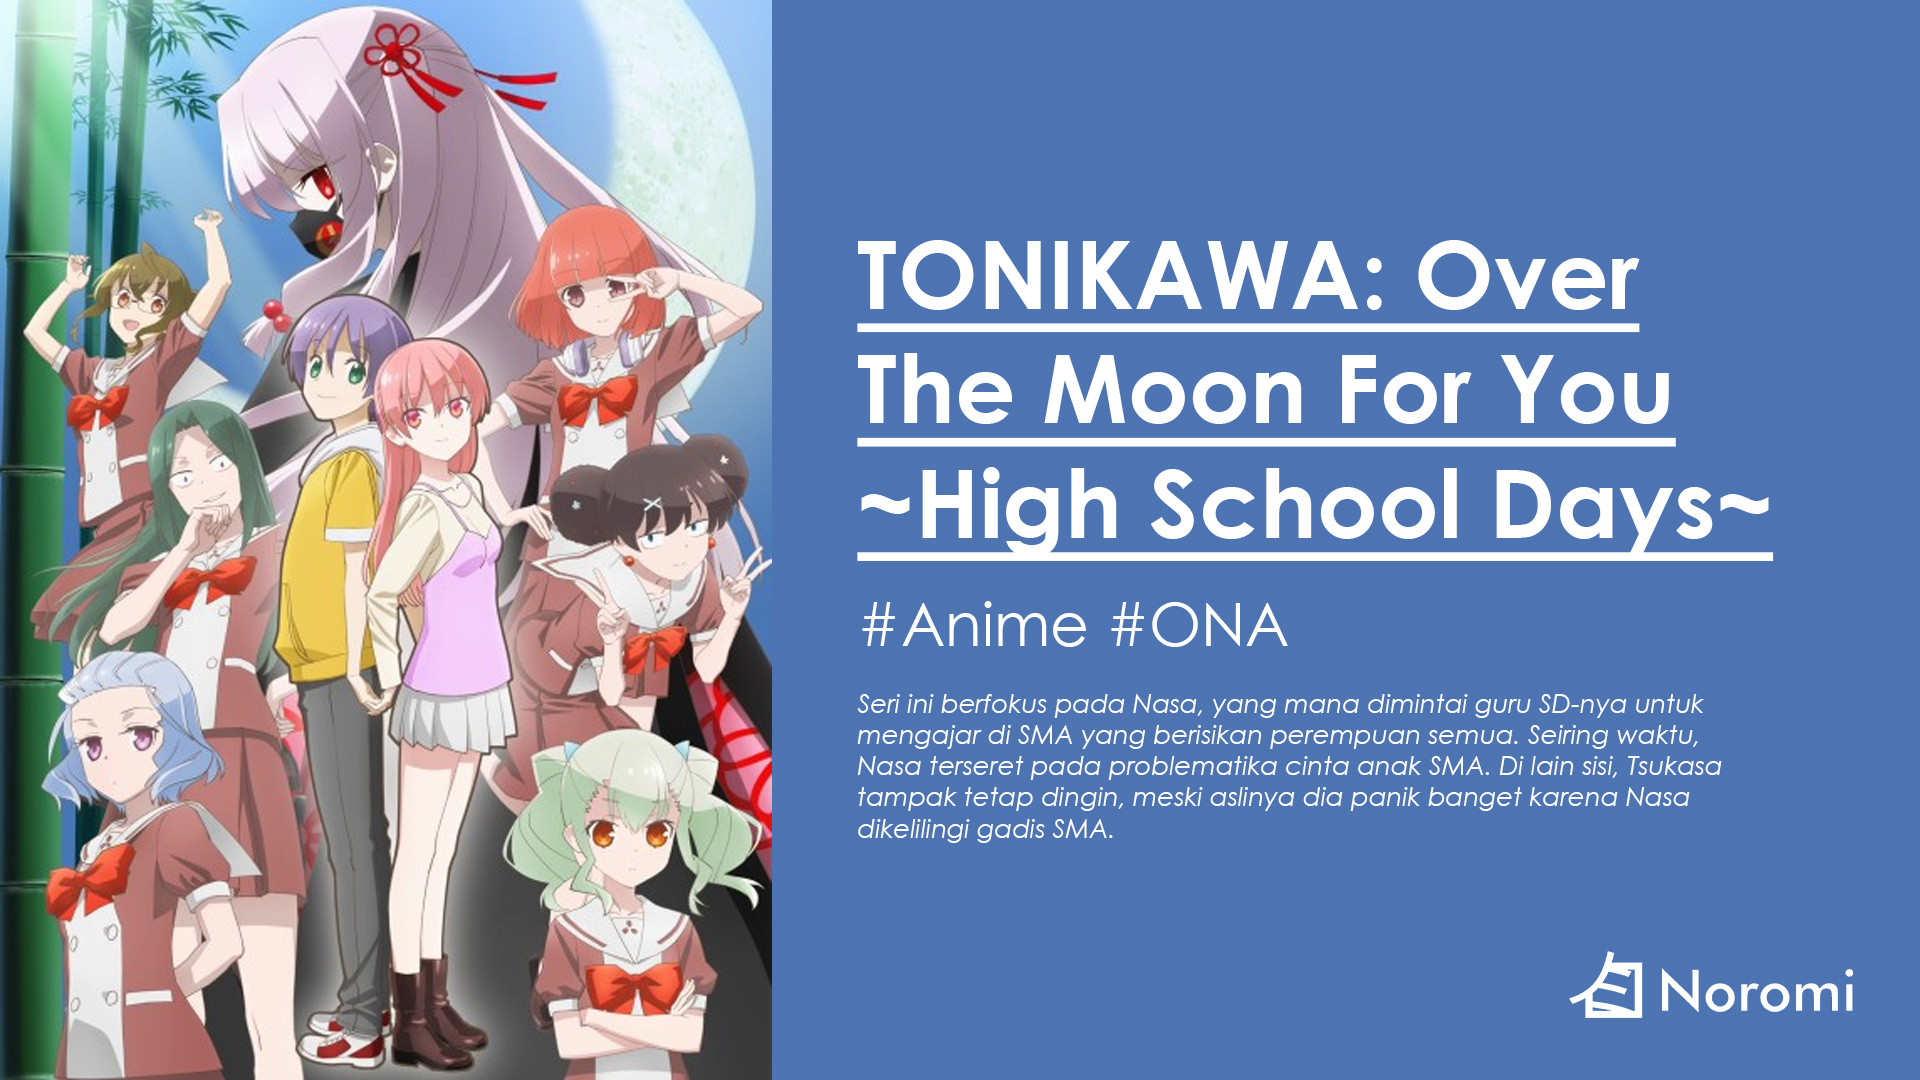 TONIKAWA: Over
The Moon For You
~High School Days~
#Anime #ONA
Seri ini berfokus pada Nasa, yang mana dimintai guru SD-nya untuk
mengajar di SMA yang berisikan perempuan semua. Seiring waktu,
Nasa terseret pada problematika cinta anak SMA. Di lain sisi, Tsukasa
tampak tetap dingin, meski aslinya dia panik banget karena Nasa
dikelilingi gadis SMA.
Noromi